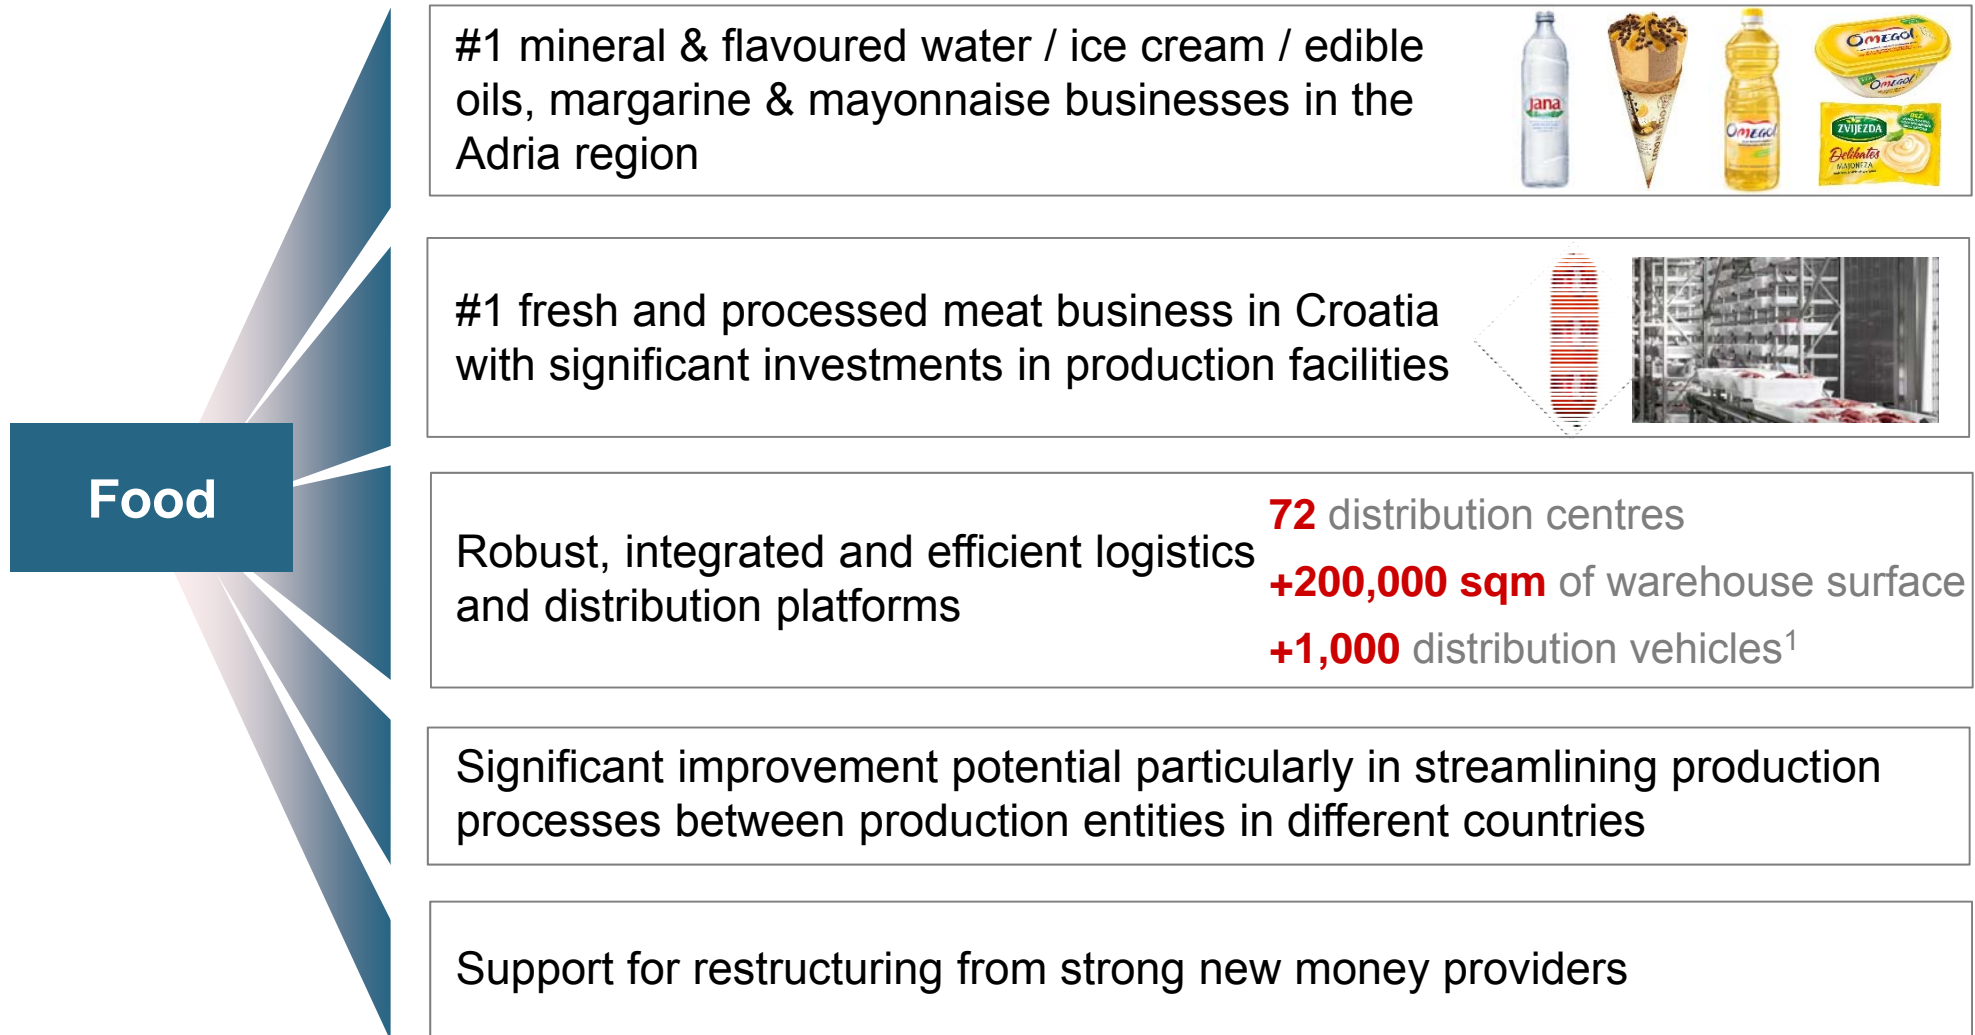 #1 mineral & flavoured water / ice cream / edible
oils, margarine & mayonnaise businesses in the
Adria region
Jana
OMEGOL
OMEGOL
OMEGOL
ZVIJEZDA
BEZ
Delikates
MAJONEZA
#1 fresh and processed meat business in Croatia
with significant investments in production facilities
Food
Robust, integrated and efficient logistics
and distribution platforms
72 distribution centres
+200,000 sqm of warehouse surface
+1,000 distribution vehicles¹
Significant improvement potential particularly in streamlining production
processes between production entities in different countries
Support for restructuring from strong new money providers